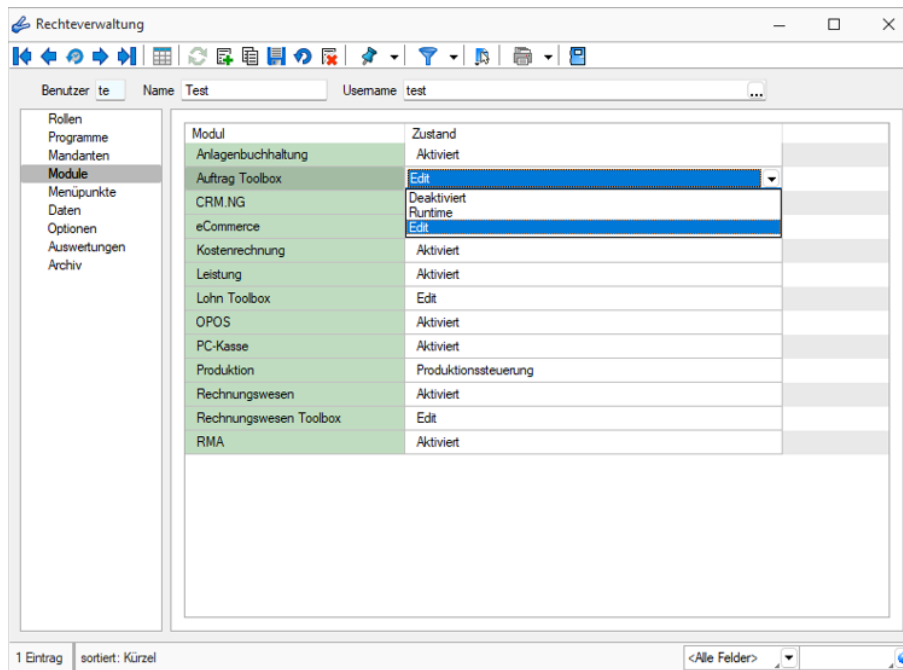 Rechteverwaltung
Benutzer te Name Test Username test ...
Rollen
Programme
Mandanten
Module
Menüpunkte
Daten
Optionen
Auswertungen
Archiv
Modul Zustand
Anlagenbuchhaltung Aktiviert
Auftrag Toolbox Edit
Deaktiviert
Runtime
Edit
CRM.NG
eCommerce
Kostenrechnung Aktiviert
Leistung Aktiviert
Lohn Toolbox Edit
OPOS Aktiviert
PC-Kasse Aktiviert
Produktion Produktionssteuerung
Rechnungswesen Aktiviert
Rechnungswesen Toolbox Edit
RMA Aktiviert
1 Eintrag sortiert: Kürzel <Alle Felder>